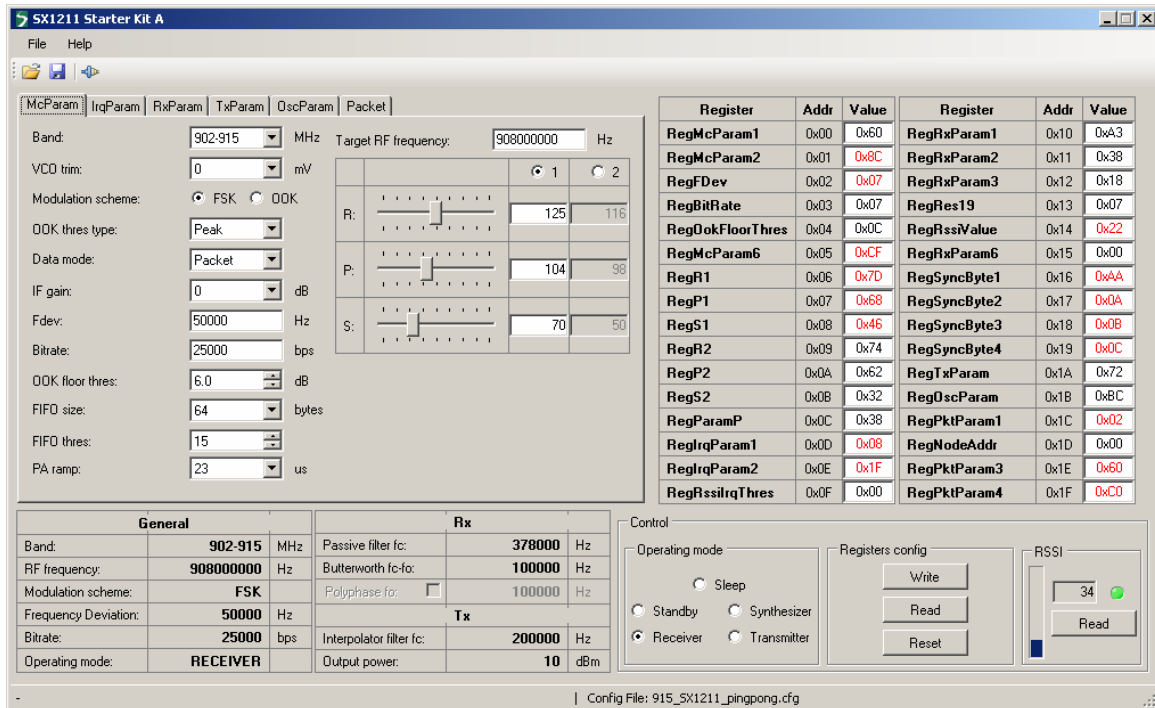 SX1211 Starter Kit A
File Help
McParam IrqParam RxParam TxParam OscParam Packet
Band: 902-915 MHz
VCO trim: 0 mV
Modulation scheme: FSK OOK
OOK thres type: Peak
Data mode: Packet
IF gain: 0 dB
Fdev: 50000 Hz
Bitrate: 25000 bps
OOK floor thres: 6.0 dB
FIFO size: 64 bytes
FIFO thres: 15
PA ramp: 23 us
Target RF frequency: 908000000 Hz
1 2
R: 125 116
P: 104 98
S: 70 50
Register Addr Value Register Addr Value
RegMcParam1 0x00 0x60 RegRxParam1 0x10 0xA3
RegMcParam2 0x01 0x8C RegRxParam2 0x11 0x38
RegFDev 0x02 0x07 RegRxParam3 0x12 0x18
RegBitRate 0x03 0x07 RegRes19 0x13 0x07
RegOokFloorThres 0x04 0x0C RegRssiValue 0x14 0x22
RegMcParam6 0x05 0xCF RegRxParam6 0x15 0x00
RegR1 0x06 0x7D RegSyncByte1 0x16 0xAA
RegP1 0x07 0x68 RegSyncByte2 0x17 0x0A
RegS1 0x08 0x46 RegSyncByte3 0x18 0x0B
RegR2 0x09 0x74 RegSyncByte4 0x19 0x0C
RegP2 0x0A 0x62 RegTxParam 0x1A 0x72
RegS2 0x0B 0x32 RegOscParam 0x1B 0xBC
RegParamP 0x0C 0x38 RegPktParam1 0x1C 0x02
RegIrqParam1 0x0D 0x08 RegNodeAddr 0x1D 0x00
RegIrqParam2 0x0E 0x1F RegPktParam3 0x1E 0x60
RegRssiIrqThres 0x0F 0x00 RegPktParam4 0x1F 0xC0
General
Band: 902-915 MHz
RF frequency: 908000000 Hz
Modulation scheme: FSK
Frequency Deviation: 50000 Hz
Bitrate: 25000 bps
Operating mode: RECEIVER
Rx
Passive filter fc: 378000 Hz
Butterworth fc-fo: 100000 Hz
Polyphase fo: 100000 Hz
Tx
Interpolator filter fc: 200000 Hz
Output power: 10 dBm
Control
Operating mode
Sleep
Standby Synthesizer
Receiver Transmitter
Registers config
Write
Read
Reset
RSSI
34
Read
- Config File: 915_SX1211_pingpong.cfg